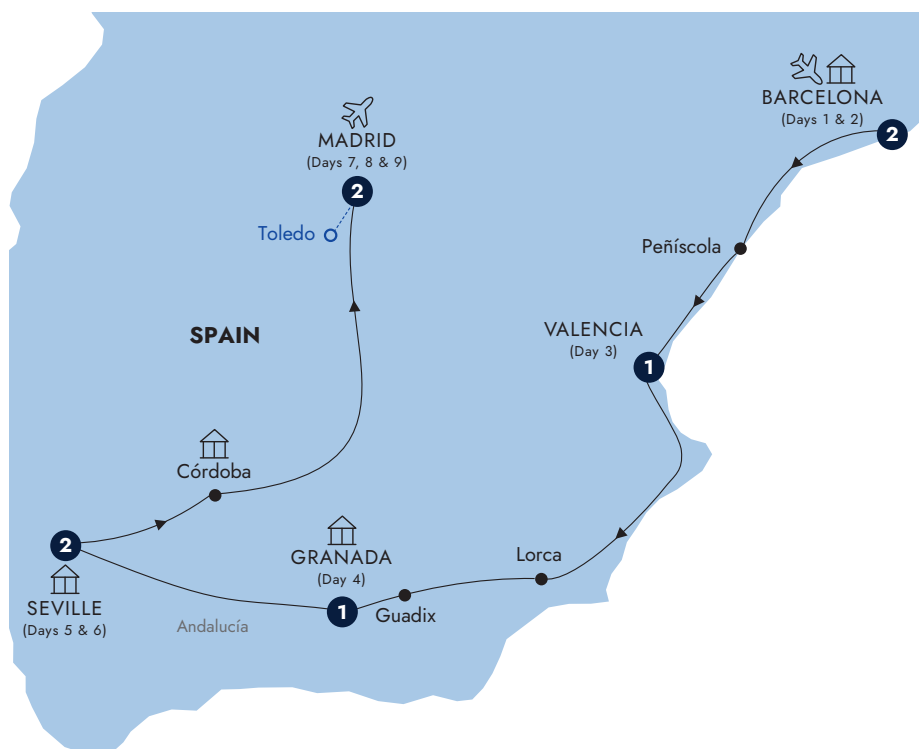 BARCELONA
(Days 1 & 2)
2
MADRID
(Days 7, 8 & 9)
2
Toledo
Peñíscola
SPAIN
VALENCIA
(Day 3)
1
Córdoba
2
SEVILLE
(Days 5 & 6)
GRANADA
(Day 4)
1
Lorca
Guadix
Andalucía